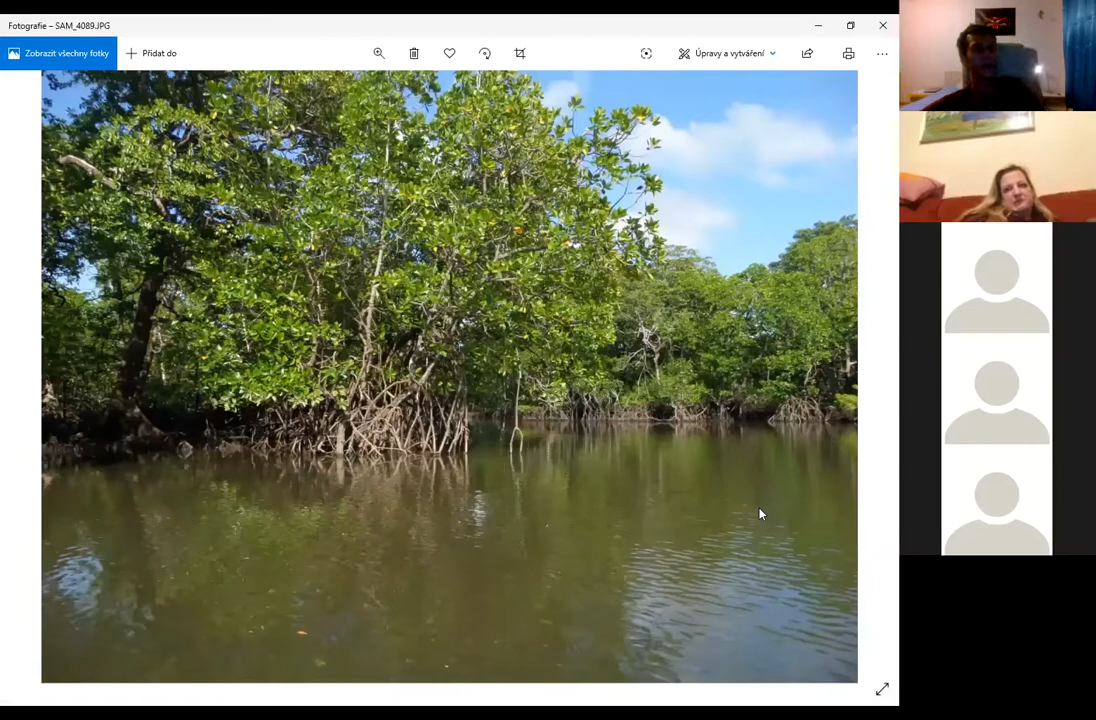 Fotografie – SAM_4089.JPG
Zobrazit všechny fotky
Přidat do
Úpravy a vytváření